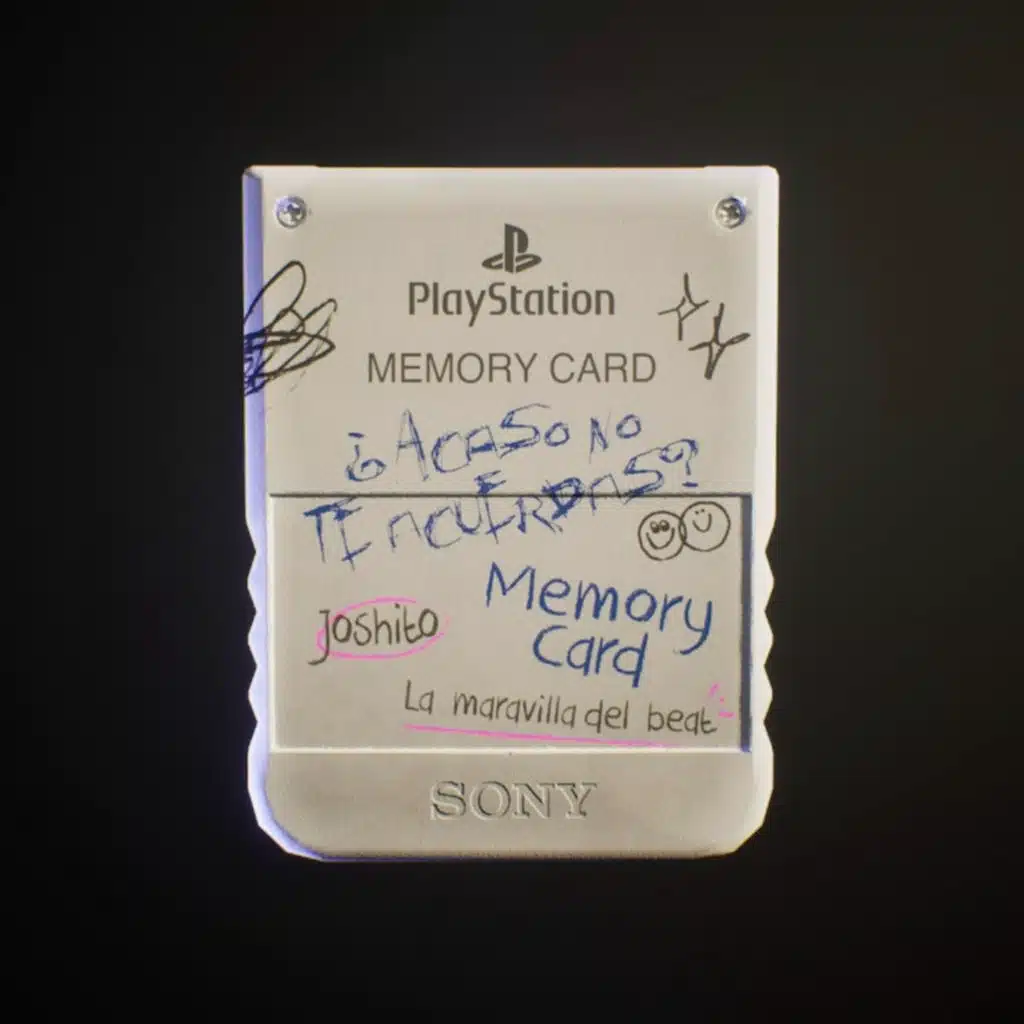 PlayStation
MEMORY CARD
¿ACASO NO
TE ACUERDAS?
Memory
Card
Joshito
La maravilla del beat
SONY